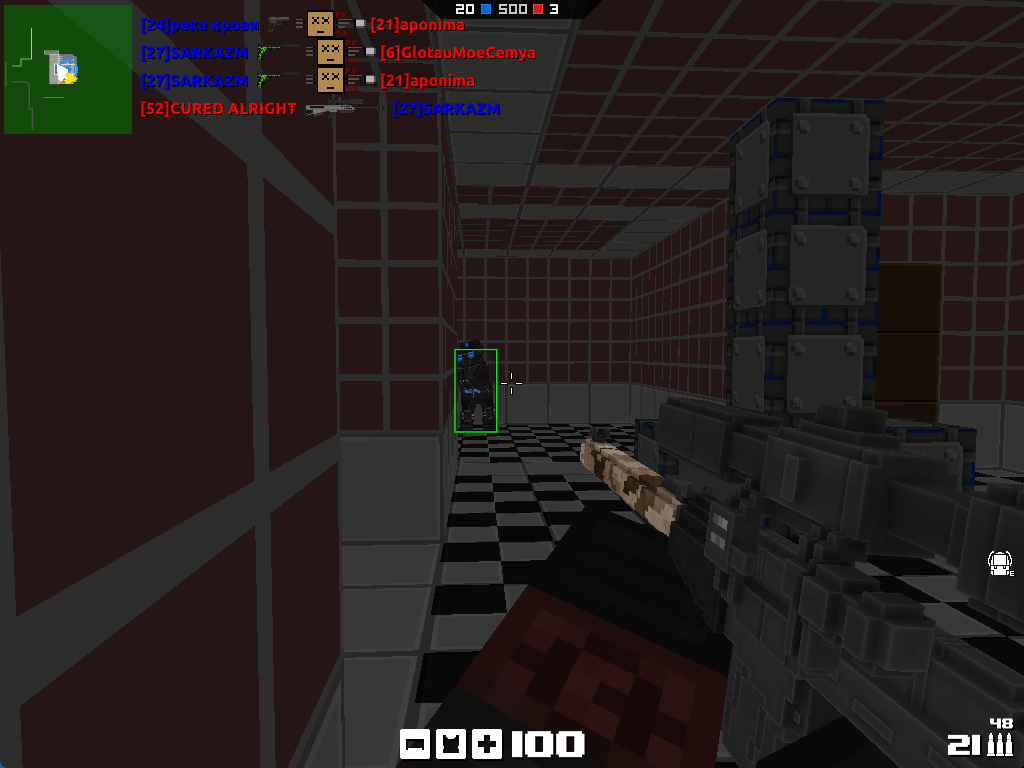 20 500 3
[24]река крови [21]aponima
[27]SARKAZM [6]GlotauMoeCemya
[27]SARKAZM [21]aponima
[52]CURED ALRIGHT [27]SARKAZM
E
48
100 21